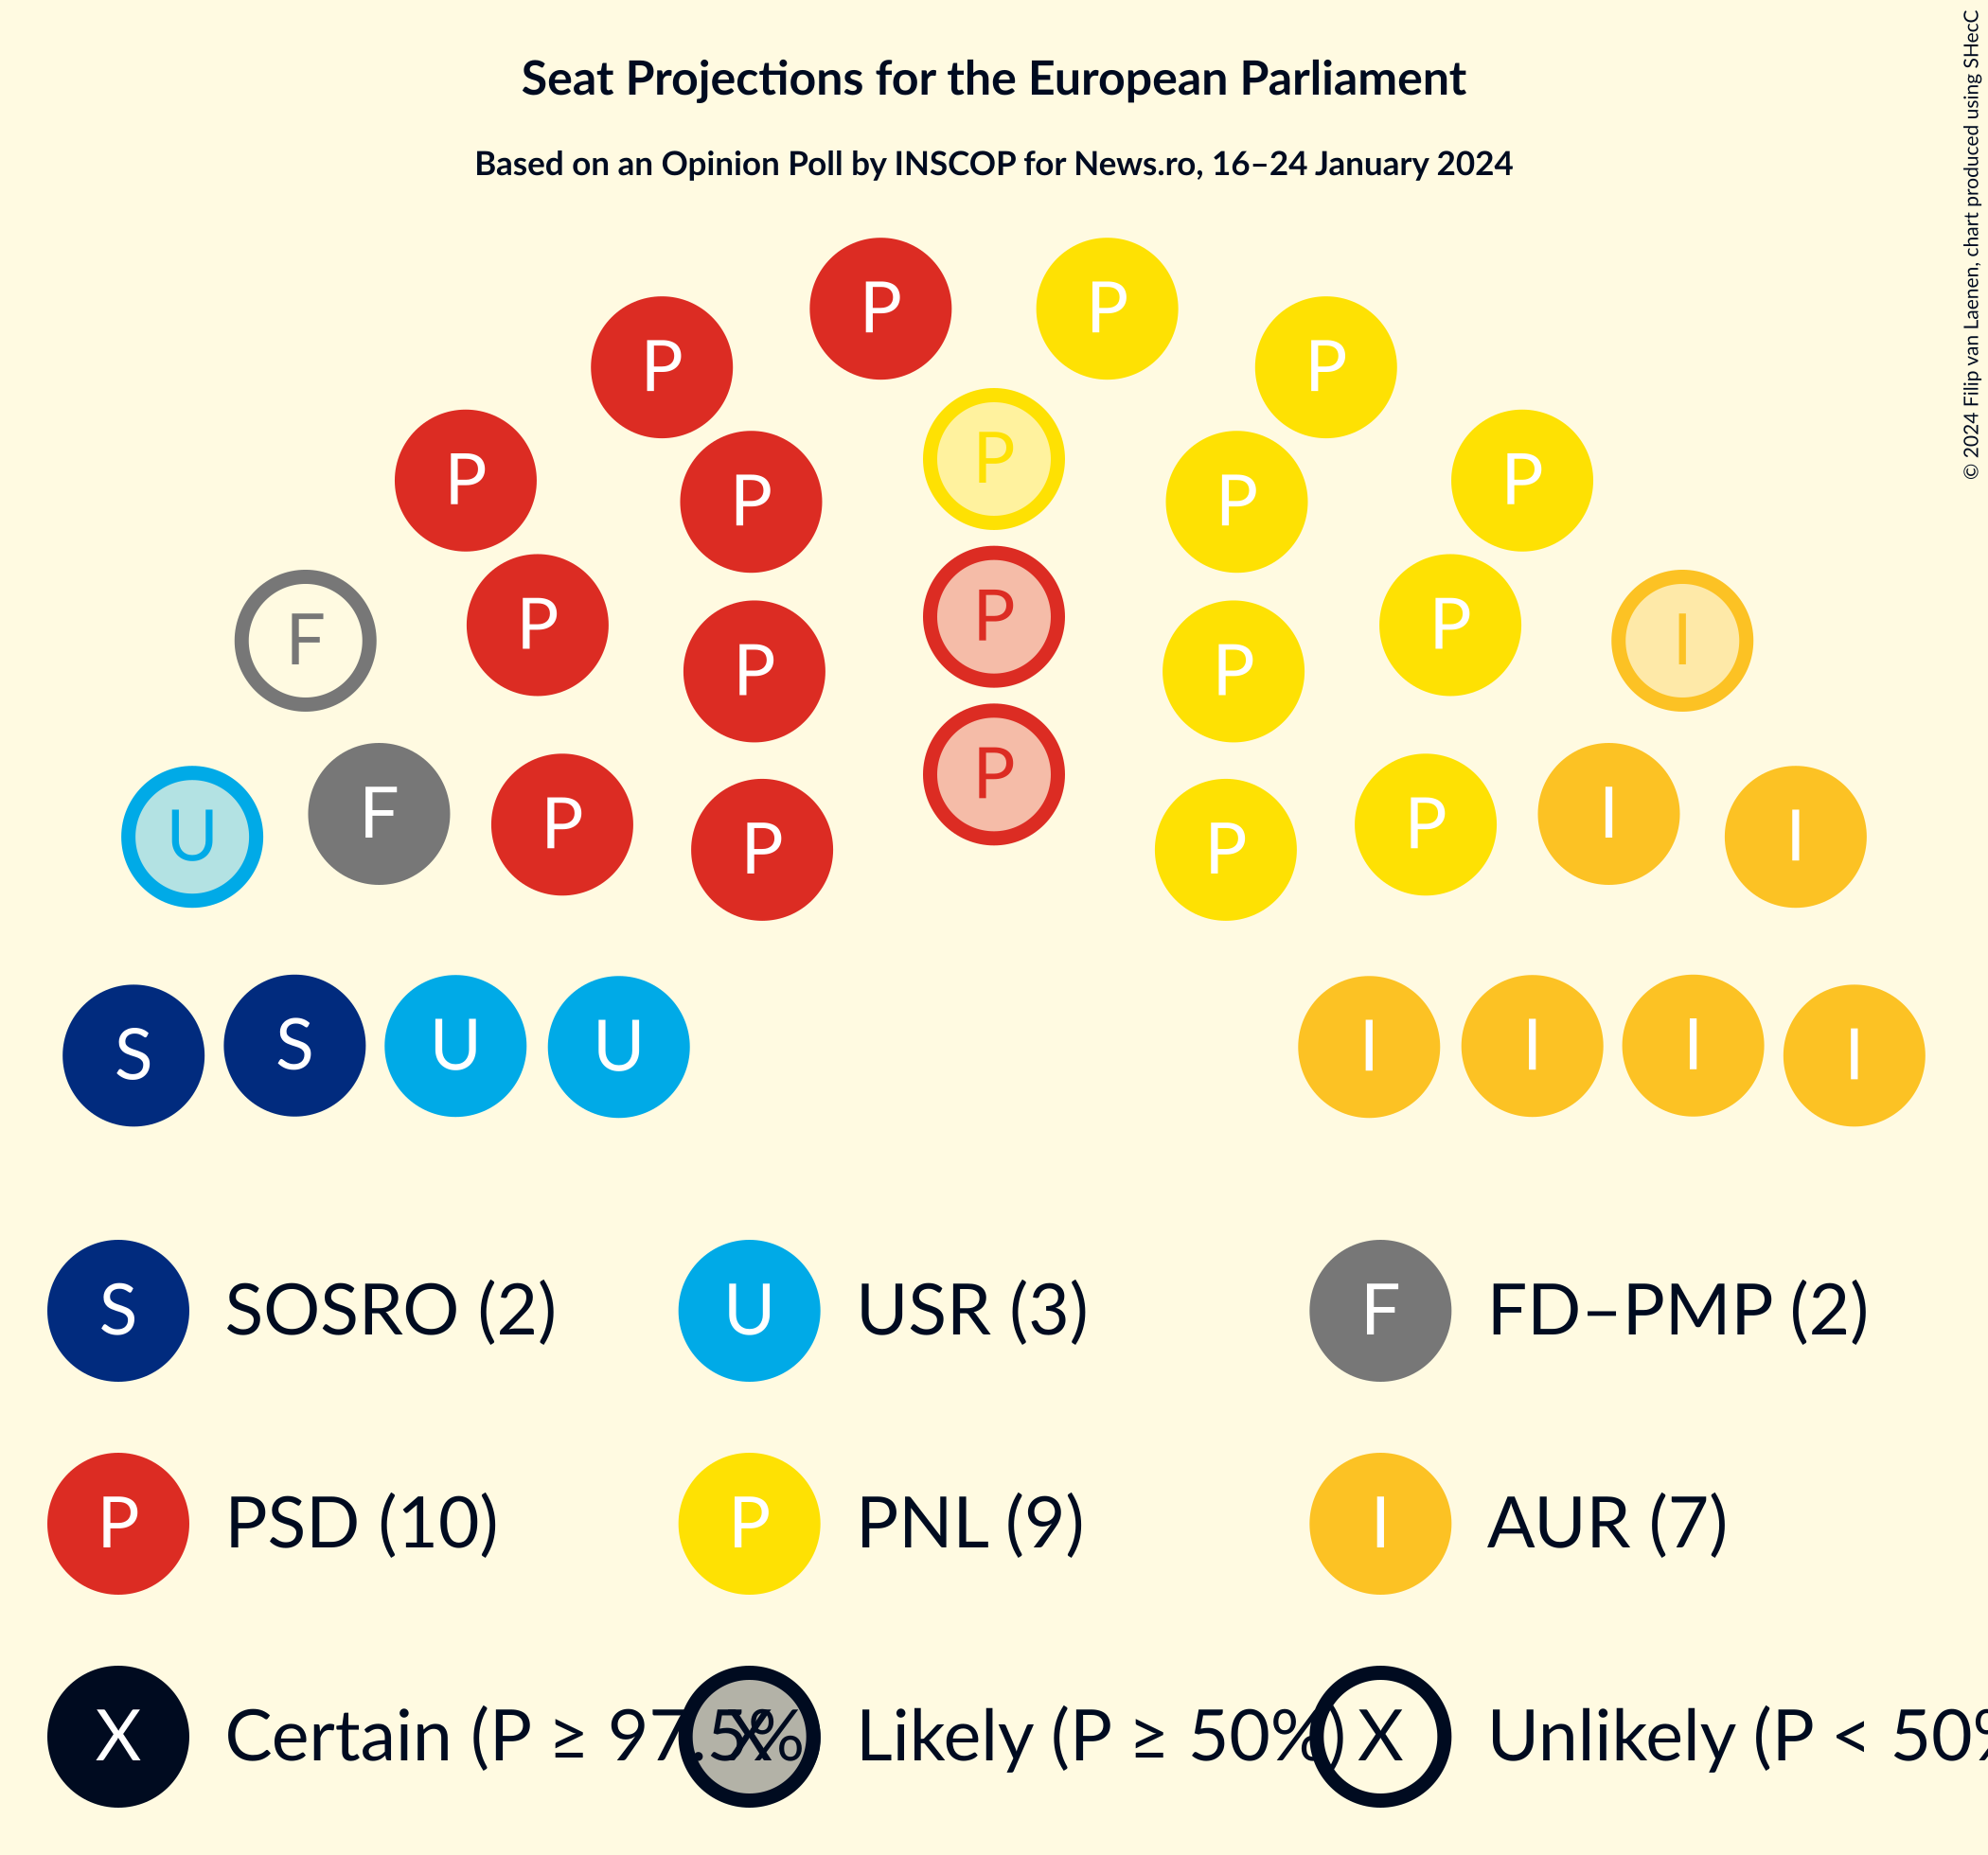 Seat Projections for the European Parliament
Based on an Opinion Poll by INSCOP for News.ro, 16–24 January 2024
© 2024 Filip van Laenen, chart produced using SHecC
P P
P P
P
P P P P
F P P P I
P P
U F P P P P I I
P P
S S U U I I I I
S SOSRO (2) U USR (3) F FD–PMP (2)
P PSD (10) P PNL (9) I AUR (7)
X Certain (P ≥ 97.5% X Likely (P ≥ 50%) X Unlikely (P < 50%